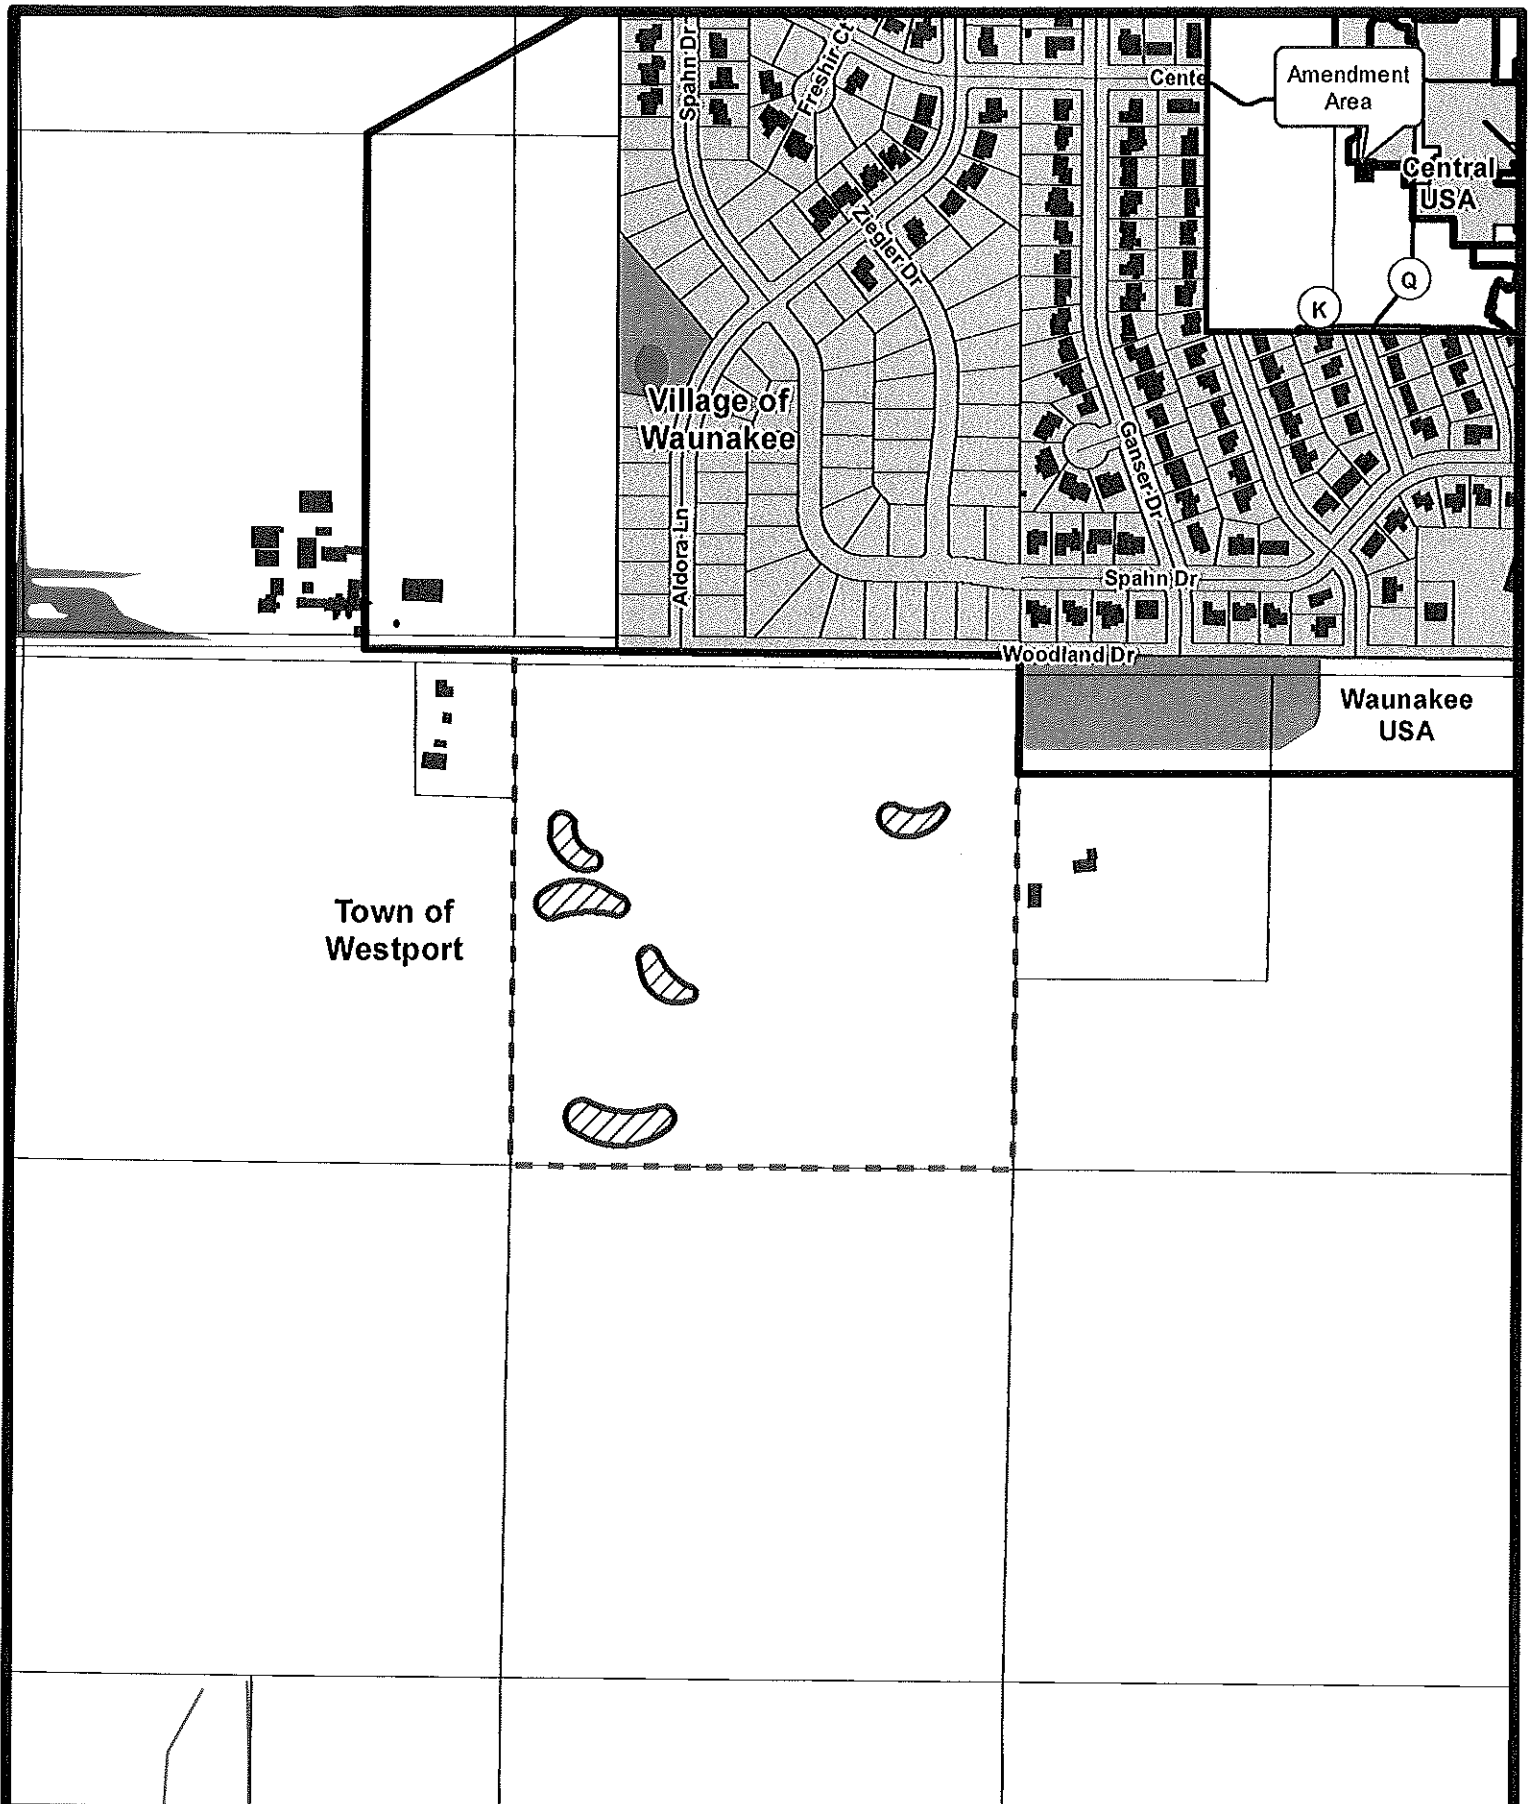 Spahn Dr
Freshir Ct
Cente
Amendment
Area
Central
USA
Ziegler Dr
K
Q
Village of
Waunakee
Ganser Dr
Aldora Ln
Spahn Dr
Woodland Dr
Waunakee
USA
Town of
Westport